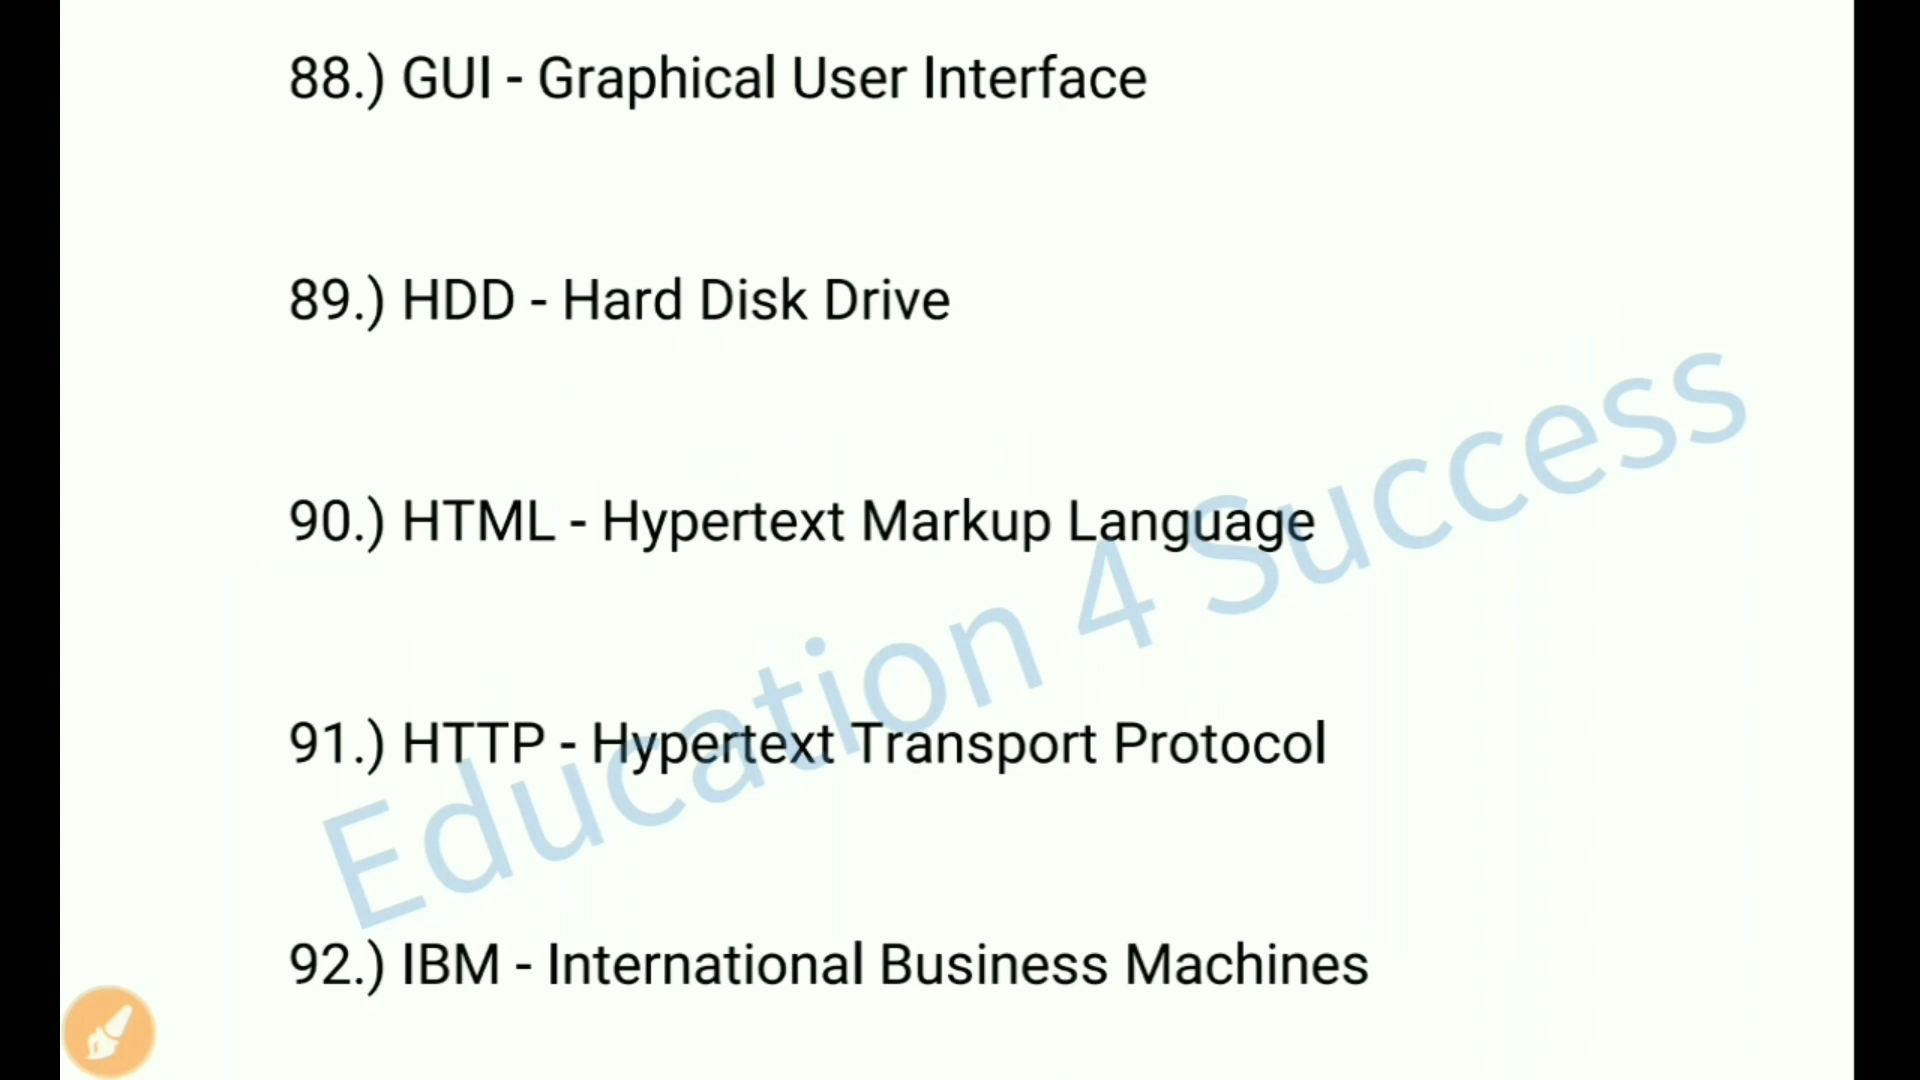 88.) GUI - Graphical User Interface
89.) HDD - Hard Disk Drive
90.) HTML - Hypertext Markup Language
91.) HTTP - Hypertext Transport Protocol
92.) IBM - International Business Machines
Education 4 Success